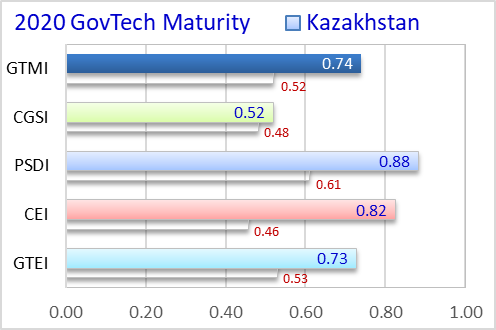 2020 GovTech Maturity Kazakhstan
GTMI 0.74
0.52
CGSI 0.52
0.48
PSDI 0.88
0.61
CEI 0.82
0.46
GTEI 0.73
0.53
0.00 0.20 0.40 0.60 0.80 1.00